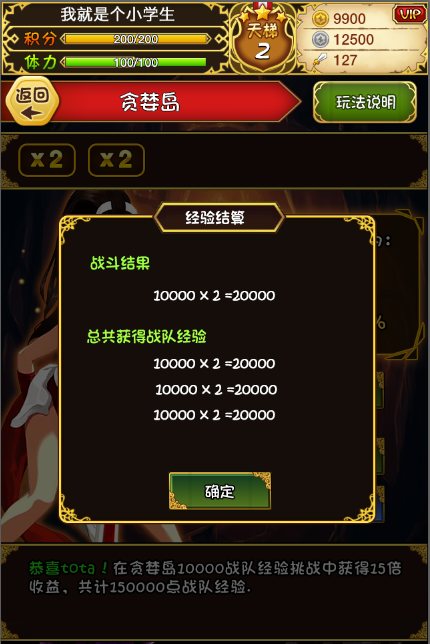 我就是个小学生
积分 200/200
体力 100/100
天梯
2
9900
12500
127
VIP
返回
贪婪岛
玩法说明
x2 x2
经验结算
战斗结果
10000 x 2 =20000
总共获得战队经验
10000 x 2 =20000
10000 x 2 =20000
10000 x 2 =20000
确定
恭喜tota！在贪婪岛10000战队经验挑战中获得15倍
收益，共计150000点战队经验.